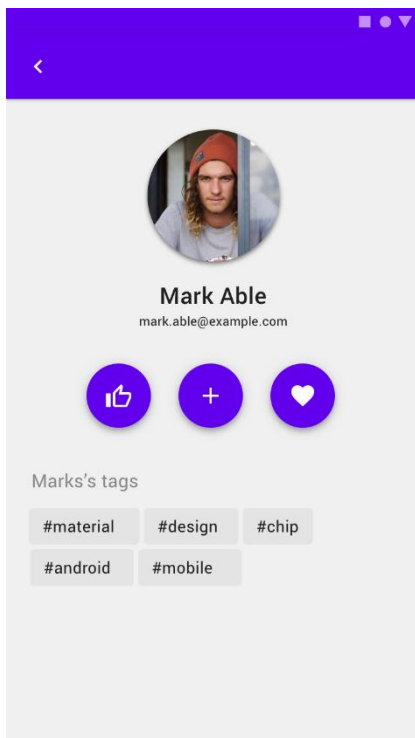 Mark Able
mark.able@example.com
Marks's tags
#material #design #chip
#android #mobile